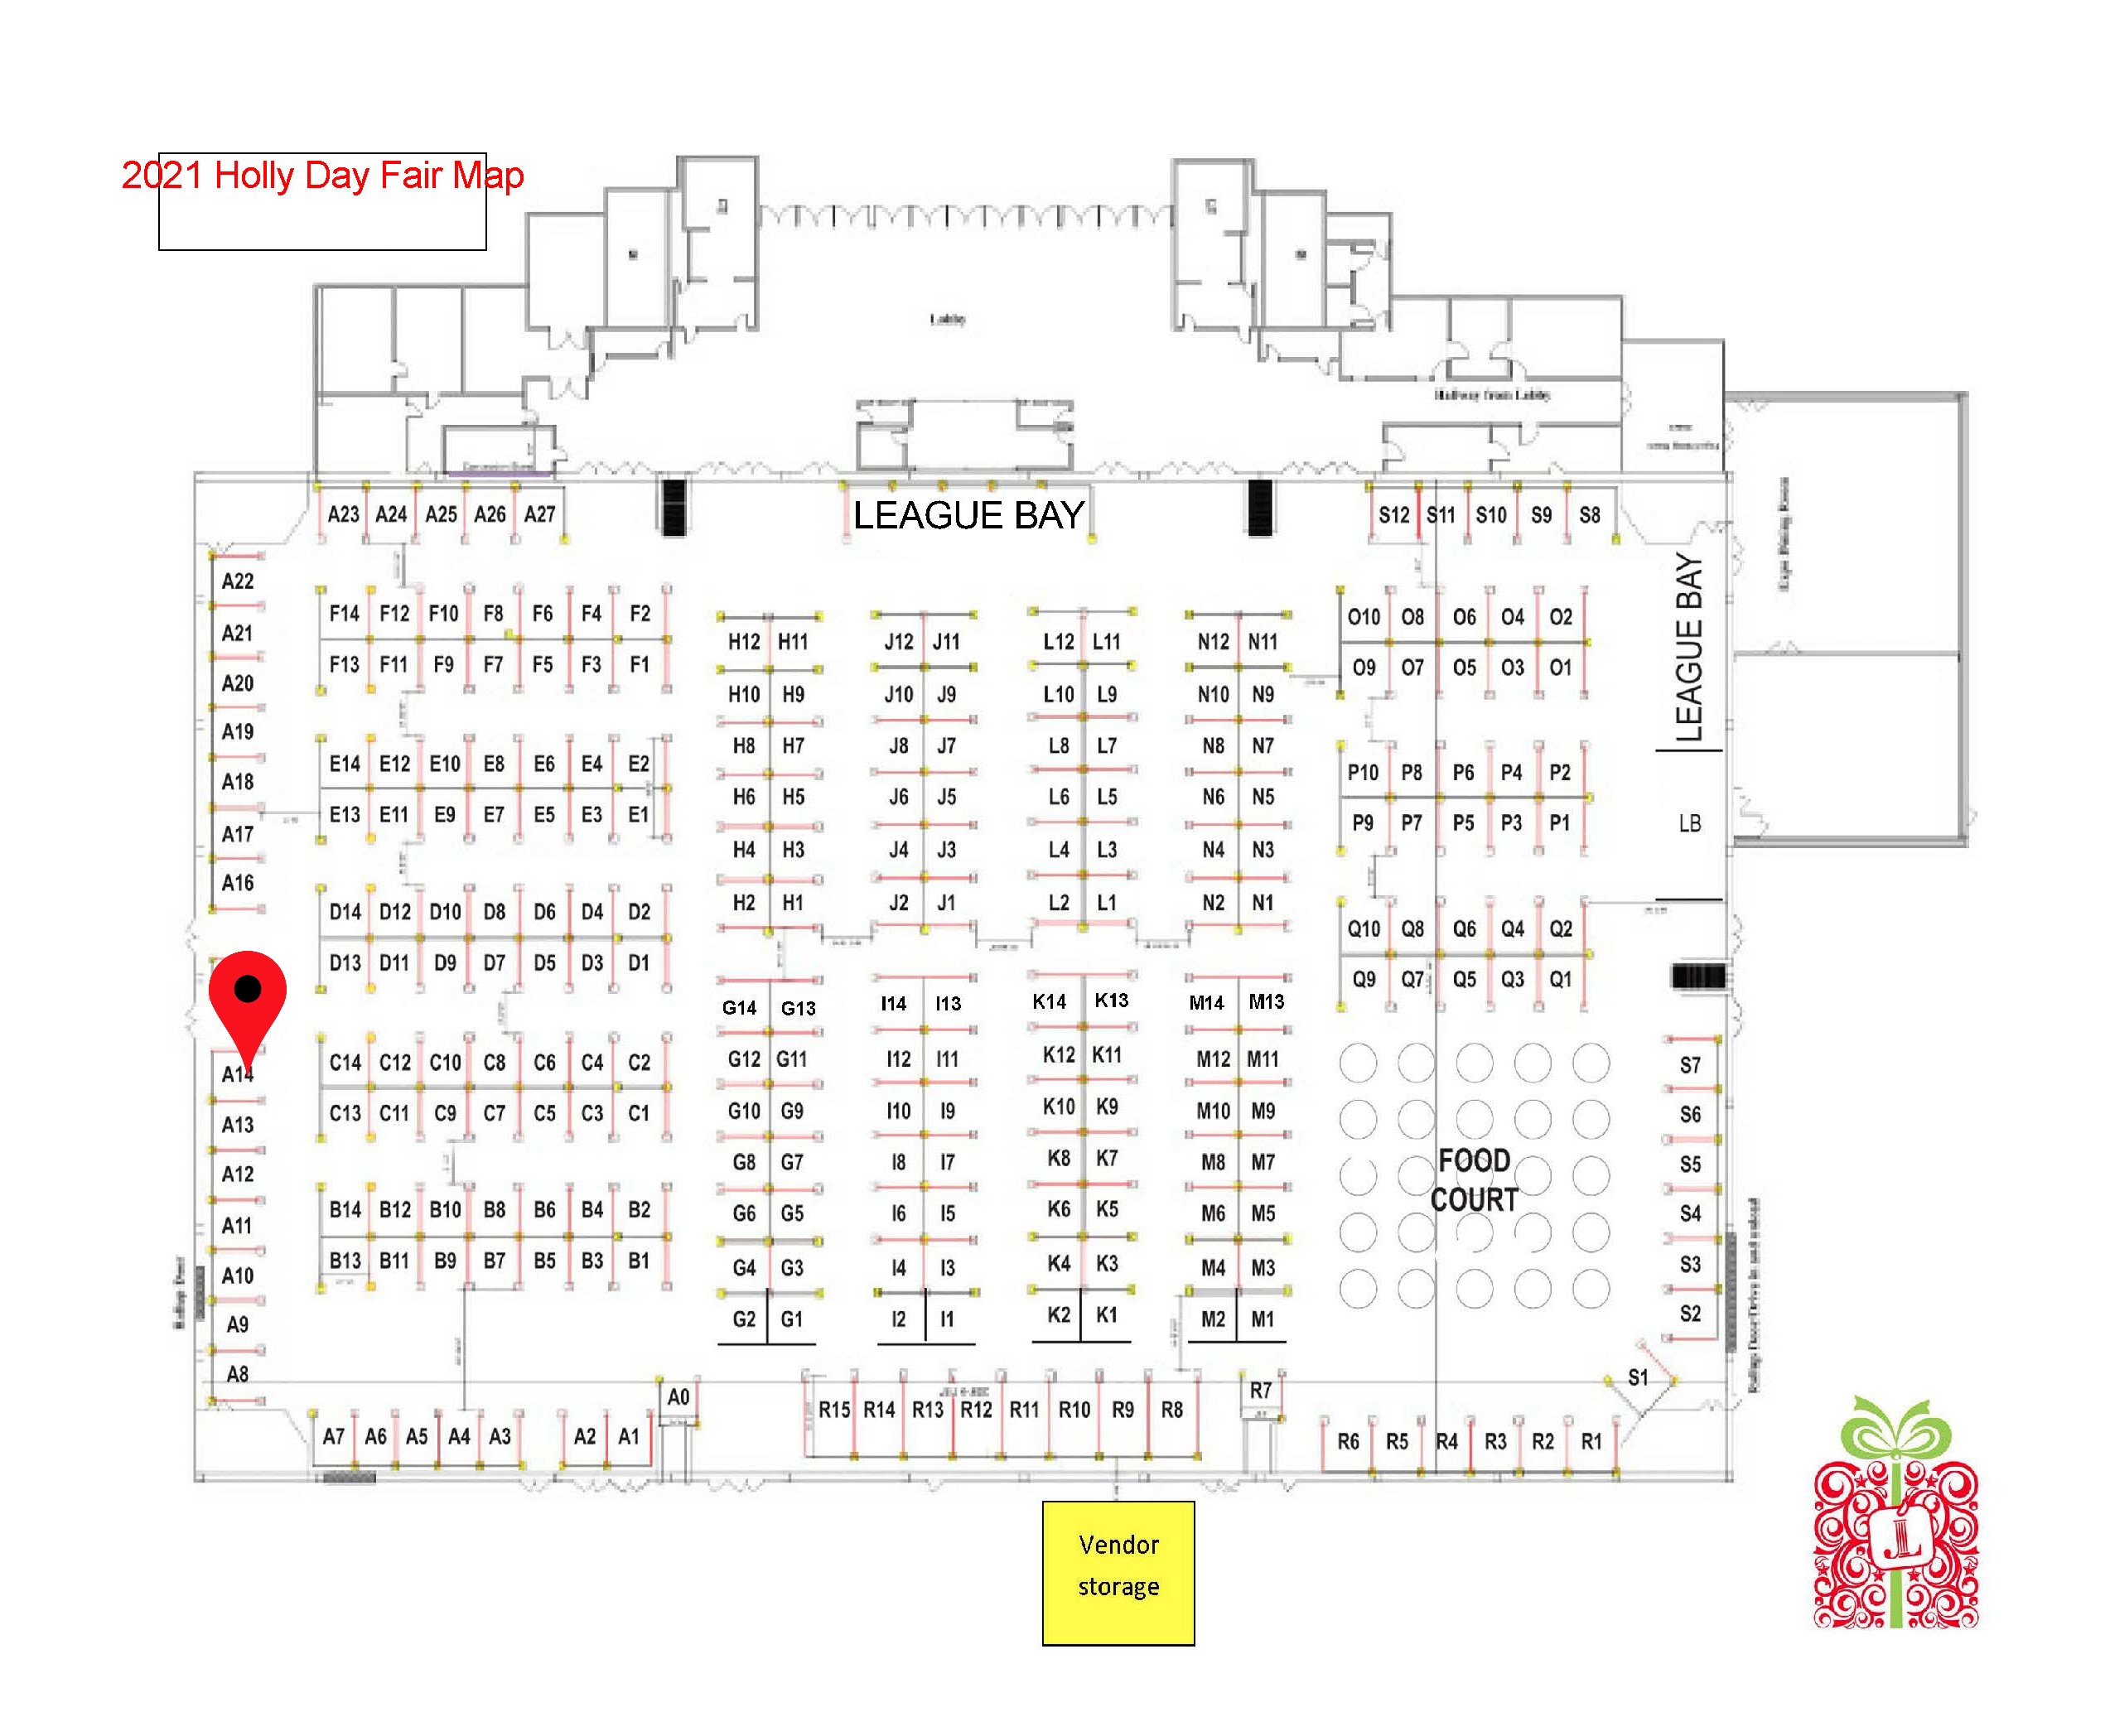 2021 Holly Day Fair Map
Lobby
Hallway from Lobby
A23 A24 A25 A26 A27
LEAGUE BAY
S12 S11 S10 S9 S8
A22
A21
A20
A19
A18
A17
A16
A14
A13
A12
A11
A10
A9
A8
F14 F12 F10 F8 F6 F4 F2
F13 F11 F9 F7 F5 F3 F1
E14 E12 E10 E8 E6 E4 E2
E13 E11 E9 E7 E5 E3 E1
D14 D12 D10 D8 D6 D4 D2
D13 D11 D9 D7 D5 D3 D1
C14 C12 C10 C8 C6 C4 C2
C13 C11 C9 C7 C5 C3 C1
B14 B12 B10 B8 B6 B4 B2
B13 B11 B9 B7 B5 B3 B1
H12 H11
H10 H9
H8 H7
H6 H5
H4 H3
H2 H1
G14 G13
G12 G11
G10 G9
G8 G7
G6 G5
G4 G3
G2 G1
J12 J11
J10 J9
J8 J7
J6 J5
J4 J3
J2 J1
I14 I13
I12 I11
I10 I9
I8 I7
I6 I5
I4 I3
I2 I1
L12 L11
L10 L9
L8 L7
L6 L5
L4 L3
L2 L1
K14 K13
K12 K11
K10 K9
K8 K7
K6 K5
K4 K3
K2 K1
N12 N11
N10 N9
N8 N7
N6 N5
N4 N3
N2 N1
M14 M13
M12 M11
M10 M9
M8 M7
M6 M5
M4 M3
M2 M1
O10 O8 O6 O4 O2
O9 O7 O5 O3 O1
P10 P8 P6 P4 P2
P9 P7 P5 P3 P1
Q10 Q8 Q6 Q4 Q2
Q9 Q7 Q5 Q3 Q1
LEAGUE BAY
LB
FOOD
COURT
S7
S6
S5
S4
S3
S2
S1
A7 A6 A5 A4 A3 A2 A1
A0
R15 R14 R13 R12 R11 R10 R9 R8
R7
R6 R5 R4 R3 R2 R1
Vendor
storage
JL